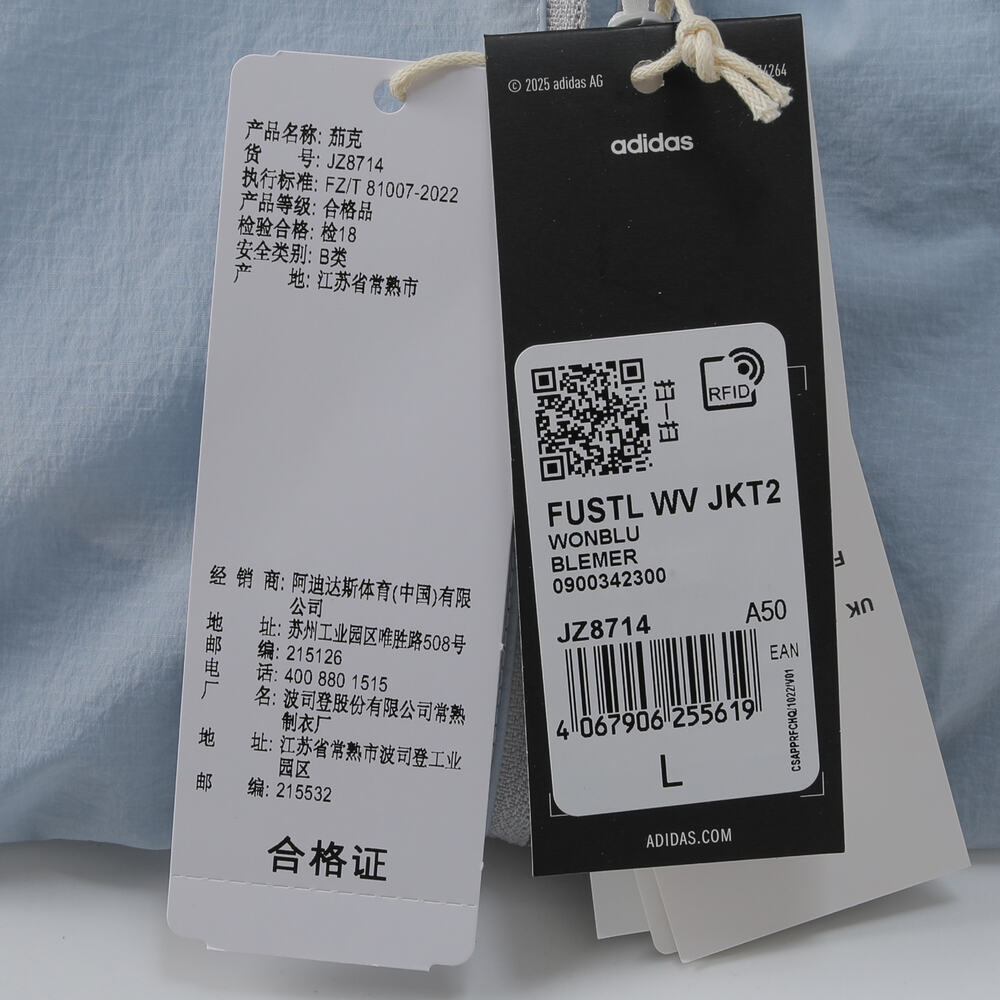 产品名称: 茄克
货 号: JZ8714
执行标准: FZ/T 81007-2022
产品等级: 合格品
检验合格: 检18
安全类别: B类
产 地: 江苏省常熟市
经 销 商: 阿迪达斯体育(中国)有限
公司
地 址: 苏州工业园区唯胜路508号
邮 编: 215126
电 话: 400 880 1515
厂 名: 波司登股份有限公司常熟
制衣厂
地 址: 江苏省常熟市波司登工业
园区
邮 编: 215532
合格证
© 2025 adidas AG
4264
adidas
扫一扫
RFID
FUSTL WV JKT2
WONBLU
BLEMER
0900342300
JZ8714 A50
EAN
4 067906 255619
CSAPPRFCHQ/1022/V01
L
ADIDAS.COM
F
UK